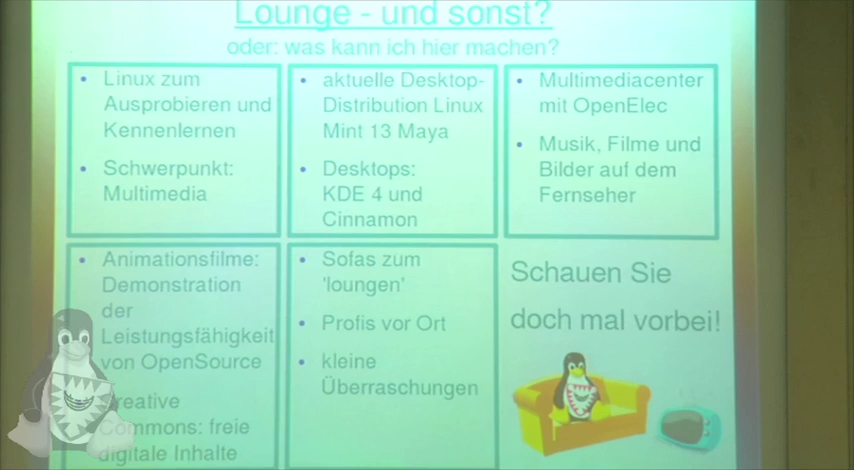 Lounge - und sonst?
oder: was kann ich hier machen?
• Linux zum
Ausprobieren und
Kennenlernen
• Schwerpunkt:
Multimedia
• aktuelle Desktop-
Distribution Linux
Mint 13 Maya
• Desktops:
KDE 4 und
Cinnamon
• Multimediacenter
mit OpenElec
• Musik, Filme und
Bilder auf dem
Fernseher
• Animationsfilme:
Demonstration
der
Leistungsfähigkeit
von OpenSource
Creative
Commons: freie
digitale Inhalte
• Sofas zum
'loungen'
• Profis vor Ort
• kleine
Überraschungen
Schauen Sie
doch mal vorbei!